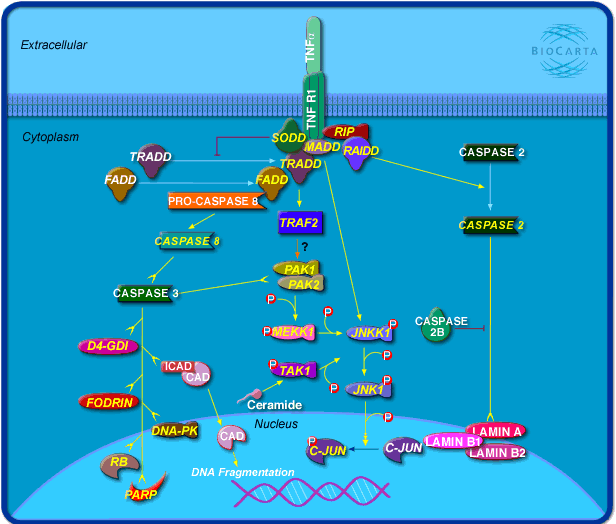 Extracellular
BIOCARTA
TNF
TNF R1
Cytoplasm
SODD
RIP
MADD
RAIDD
TRADD
TRADD
FADD
FADD
CASPASE 2
PRO-CASPASE 8
TRAF2
CASPASE 8
CASPASE 2
?
PAK1
PAK2
CASPASE 3
P
P
P
P
MEKK1
JNKK1
CASPASE
2B
D4-GDI
P
ICAD
CAD
P
TAK1
P
P
JNK1
Ceramide
FODRIN
Nucleus
P
DNA-PK
CAD
LAMIN A
P
C-JUN
C-JUN
LAMIN B1
LAMIN B2
RB
DNA Fragmentation
PARP